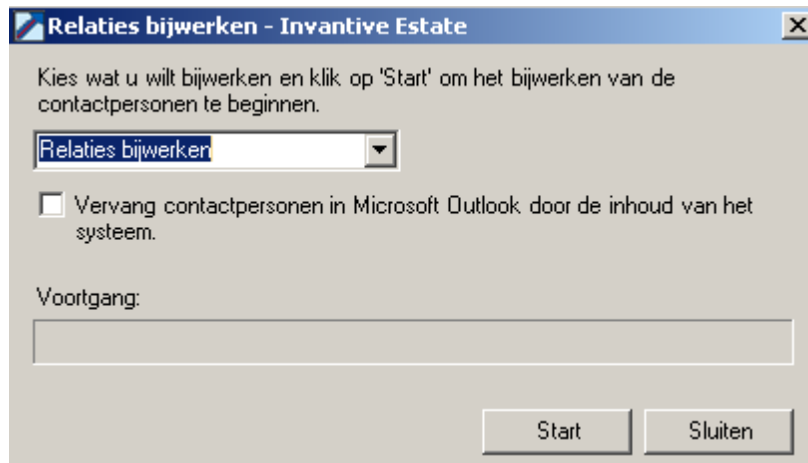 Relaties bijwerken - Invantive Estate
Kies wat u wilt bijwerken en klik op 'Start' om het bijwerken van de
contactpersonen te beginnen.
Relaties bijwerken
Vervang contactpersonen in Microsoft Outlook door de inhoud van het
systeem.
Voortgang:
Start
Sluiten